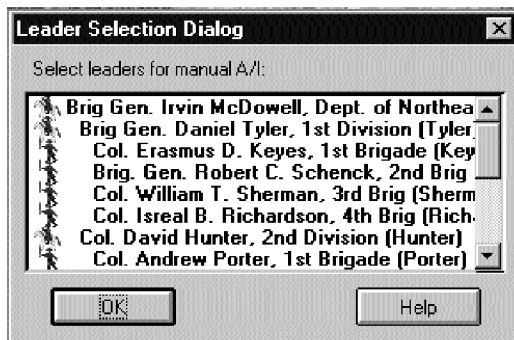 Leader Selection Dialog
Select leaders for manual A/I:
Brig Gen. Irvin McDowell, Dept. of Northea
Brig Gen. Daniel Tyler, 1st Division (Tyler
Col. Erasmus D. Keyes, 1st Brigade (Key
Brig. Gen. Robert C. Schenck, 2nd Brig
Col. William T. Sherman, 3rd Brig (Sherm
Col. Isreal B. Richardson, 4th Brig (Rich-
Col. David Hunter, 2nd Division (Hunter)
Col. Andrew Porter, 1st Brigade (Porter)
OK Help